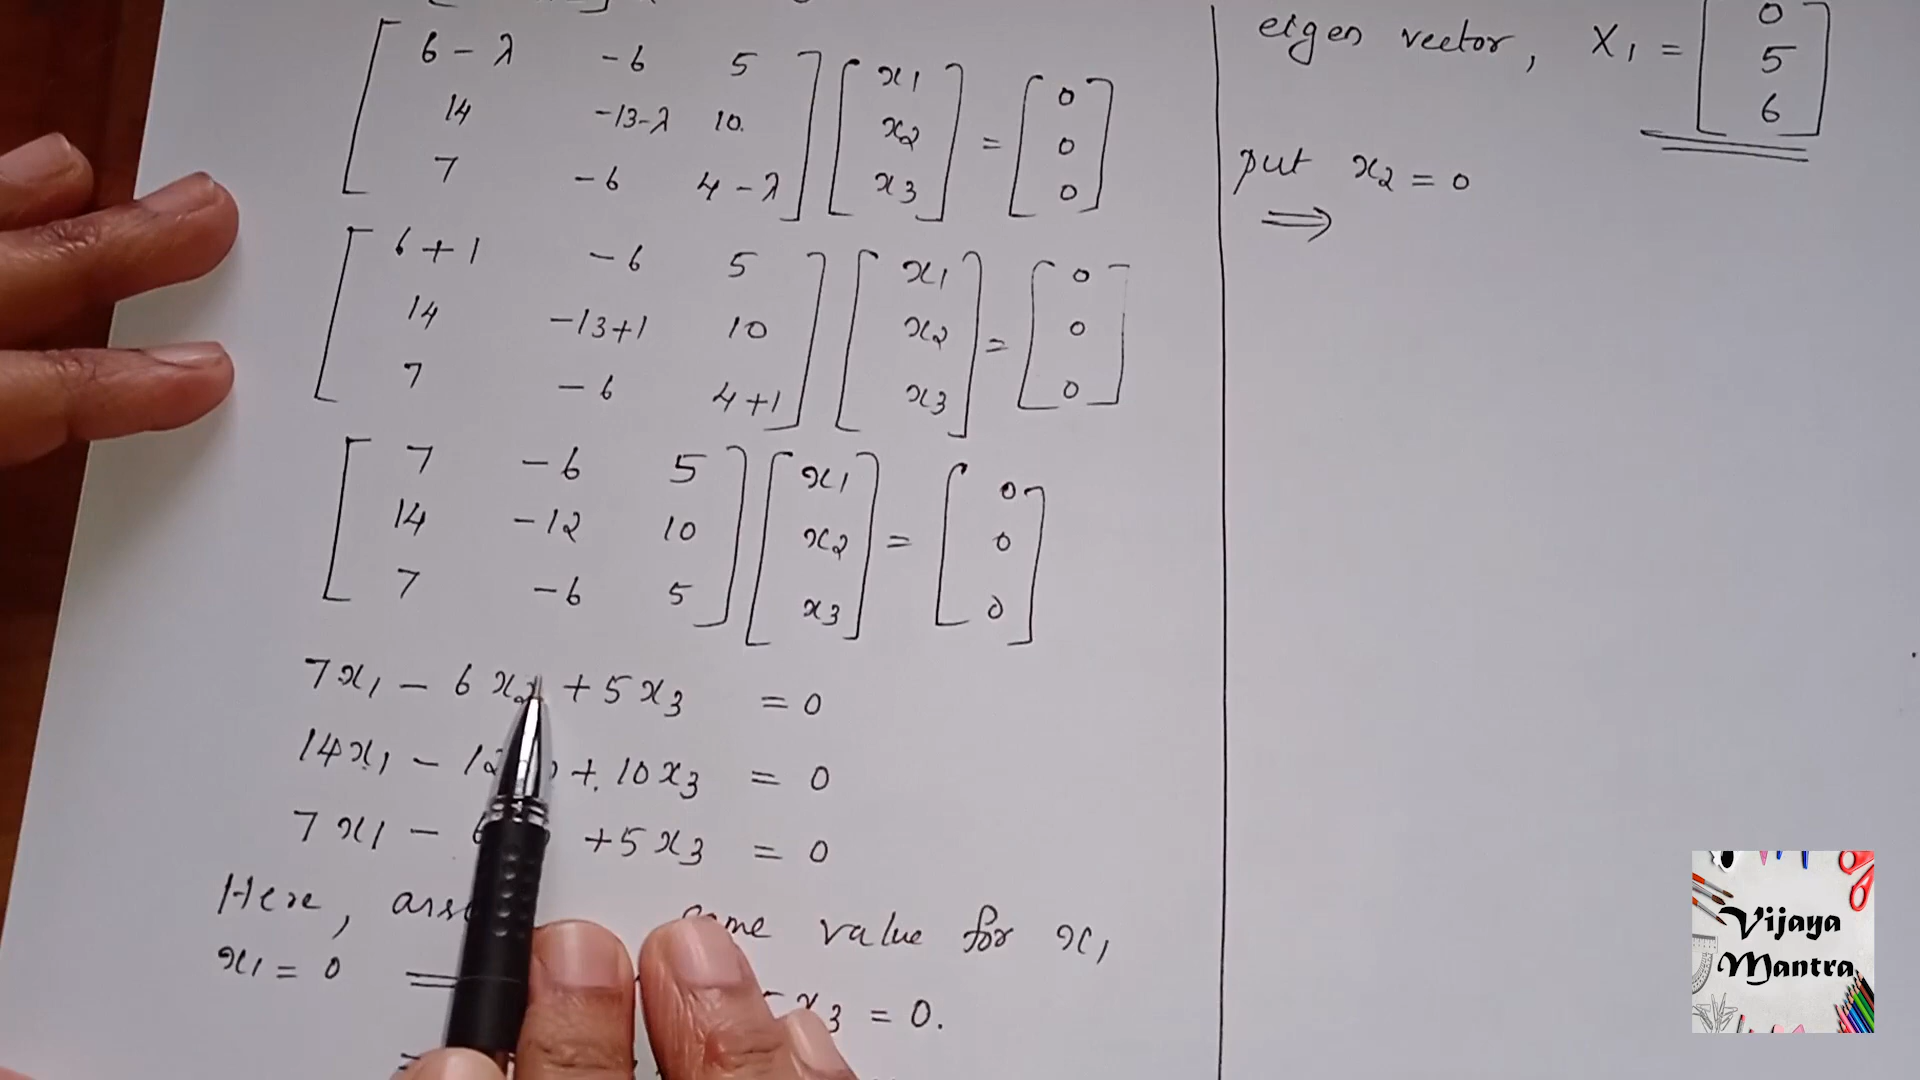 [ 6 - λ   - 6   5 ] [ x1 ] = [ 0 ]
[ 14   -13-λ   10. ] [ x2 ] = [ 0 ]
[ 7   - 6   4 - λ ] [ x3 ] = [ 0 ]
[ 6 + 1   - 6   5 ] [ x1 ] = [ 0 ]
[ 14   -13+1   10 ] [ x2 ] = [ 0 ]
[ 7   - 6   4+1 ] [ x3 ] = [ 0 ]
[ 7   - 6   5 ] [ x1 ] = [ 0 ]
[ 14   -12   10 ] [ x2 ] = [ 0 ]
[ 7   - 6   5 ] [ x3 ] = [ 0 ]
7x1 - 6x2 + 5x3 = 0
14x1 - 12 + 10x3 = 0
7x1 - 6 + 5x3 = 0
Here, value for x1
x1 = 0
x3 = 0.
eigen vector, X1 = [ 0 5 6 ]
put x2 = 0
⇒
Vijaya
Mantra